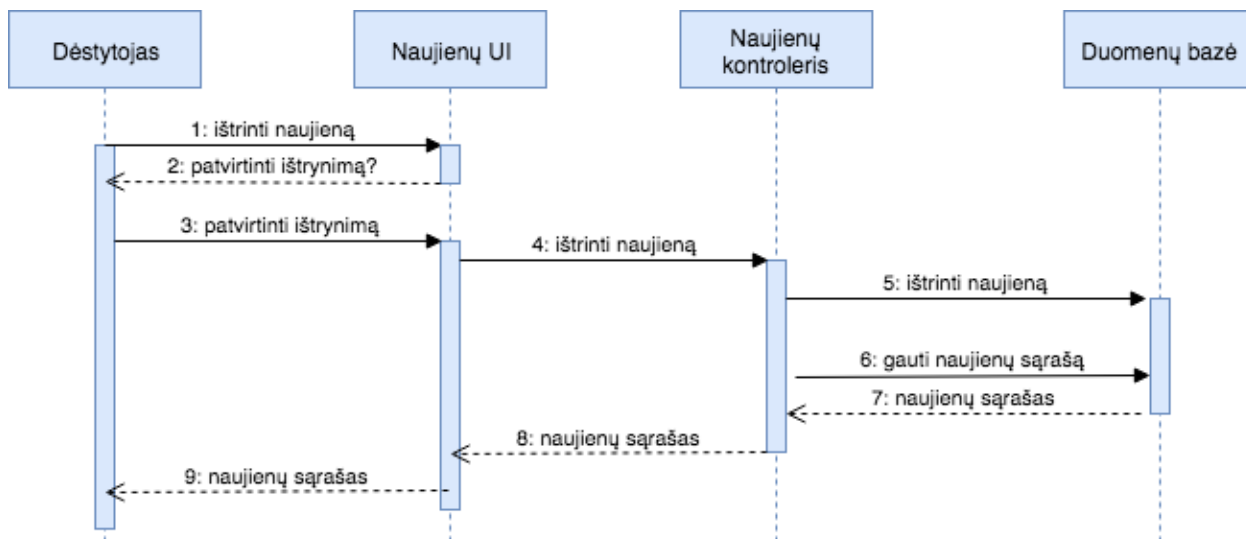 Dėstytojas
Naujienų UI
Naujienų
kontroleris
Duomenų bazė
1: ištrinti naujieną
2: patvirtinti ištrynimą?
3: patvirtinti ištrynimą
4: ištrinti naujieną
5: ištrinti naujieną
6: gauti naujienų sąrašą
7: naujienų sąrašas
8: naujienų sąrašas
9: naujienų sąrašas